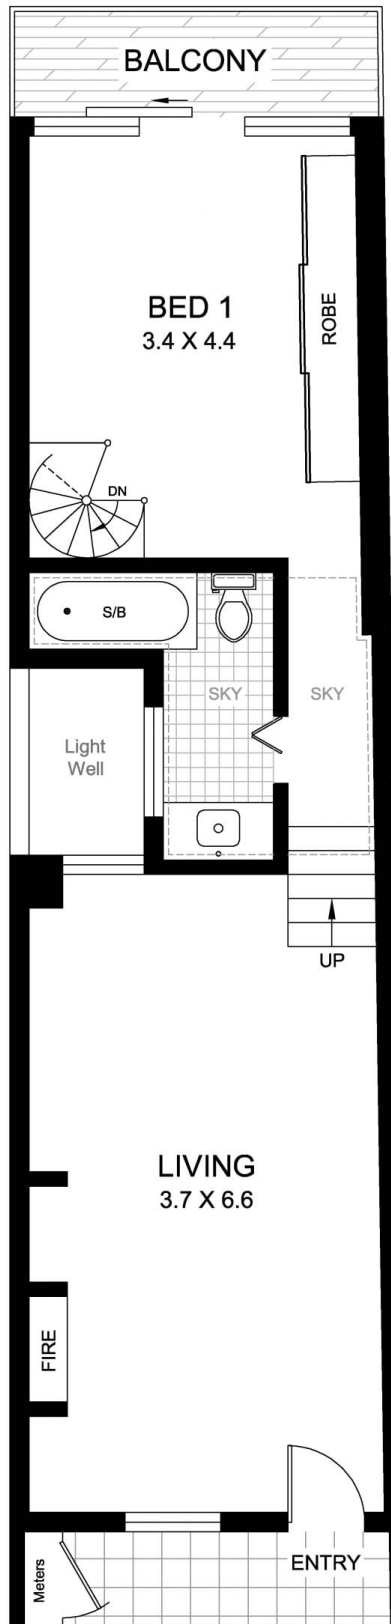 BALCONY
BED 1
3.4 X 4.4
ROBE
DN
S/B
SKY
SKY
Light
Well
UP
LIVING
3.7 X 6.6
FIRE
ENTRY
Meters